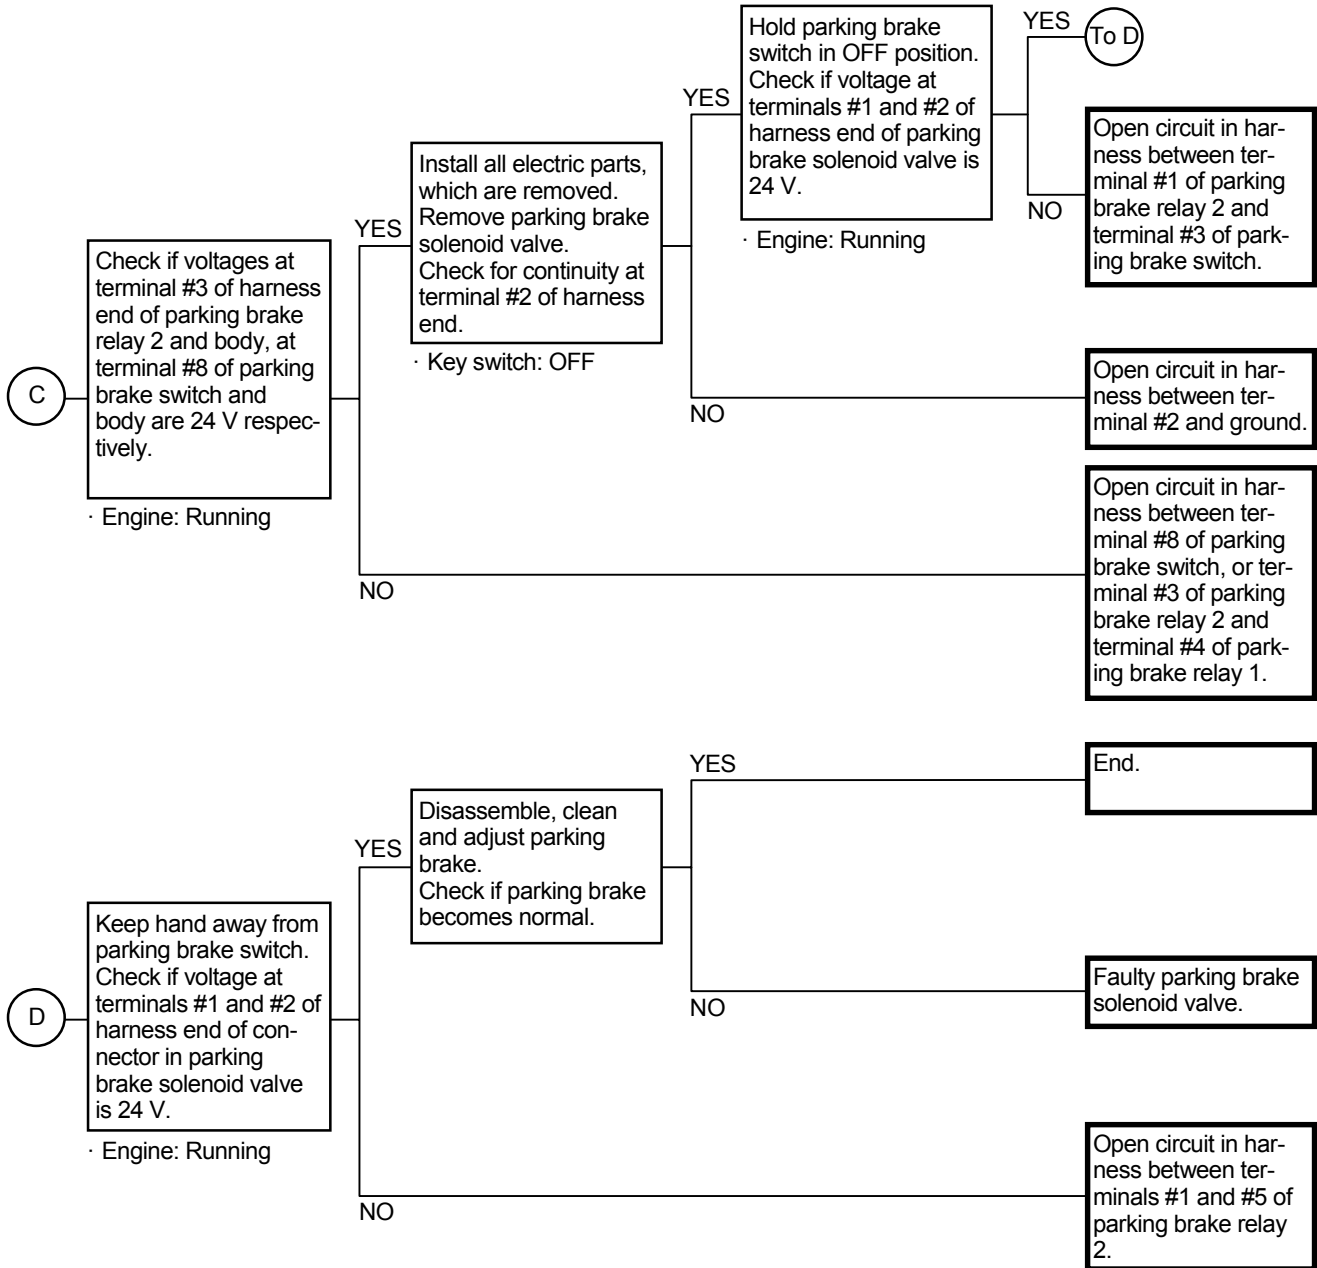 C
Check if voltages at
terminal #3 of harness
end of parking brake
relay 2 and body, at
terminal #8 of parking
brake switch and
body are 24 V respec-
tively.
· Engine: Running
YES
Install all electric parts,
which are removed.
Remove parking brake
solenoid valve.
Check for continuity at
terminal #2 of harness
end.
· Key switch: OFF
YES
Hold parking brake
switch in OFF position.
Check if voltage at
terminals #1 and #2 of
harness end of parking
brake solenoid valve is
24 V.
· Engine: Running
YES
To D
NO
Open circuit in har-
ness between ter-
minal #1 of parking
brake relay 2 and
terminal #3 of park-
ing brake switch.
NO
Open circuit in har-
ness between ter-
minal #2 and ground.
NO
Open circuit in har-
ness between ter-
minal #8 of parking
brake switch, or ter-
minal #3 of parking
brake relay 2 and
terminal #4 of park-
ing brake relay 1.
D
Keep hand away from
parking brake switch.
Check if voltage at
terminals #1 and #2 of
harness end of con-
nector in parking
brake solenoid valve
is 24 V.
· Engine: Running
YES
Disassemble, clean
and adjust parking
brake.
Check if parking brake
becomes normal.
YES
End.
NO
Faulty parking brake
solenoid valve.
NO
Open circuit in har-
ness between ter-
minals #1 and #5 of
parking brake relay
2.